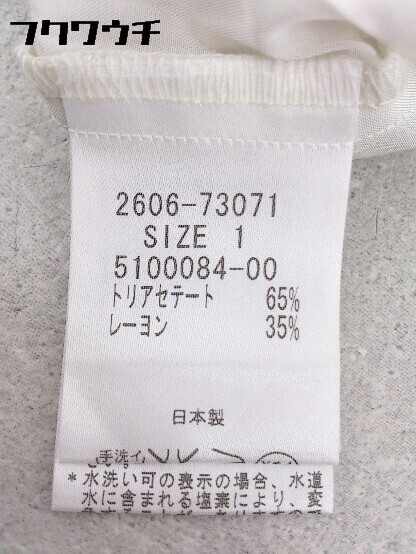 フクウウチ
2606-73071
SIZE 1
5100084-00
トリアセテート 65%
レーヨン 35%
日本製
手洗イ
*水洗い可の表示の場合、水道
水に含まれる塩素により、変